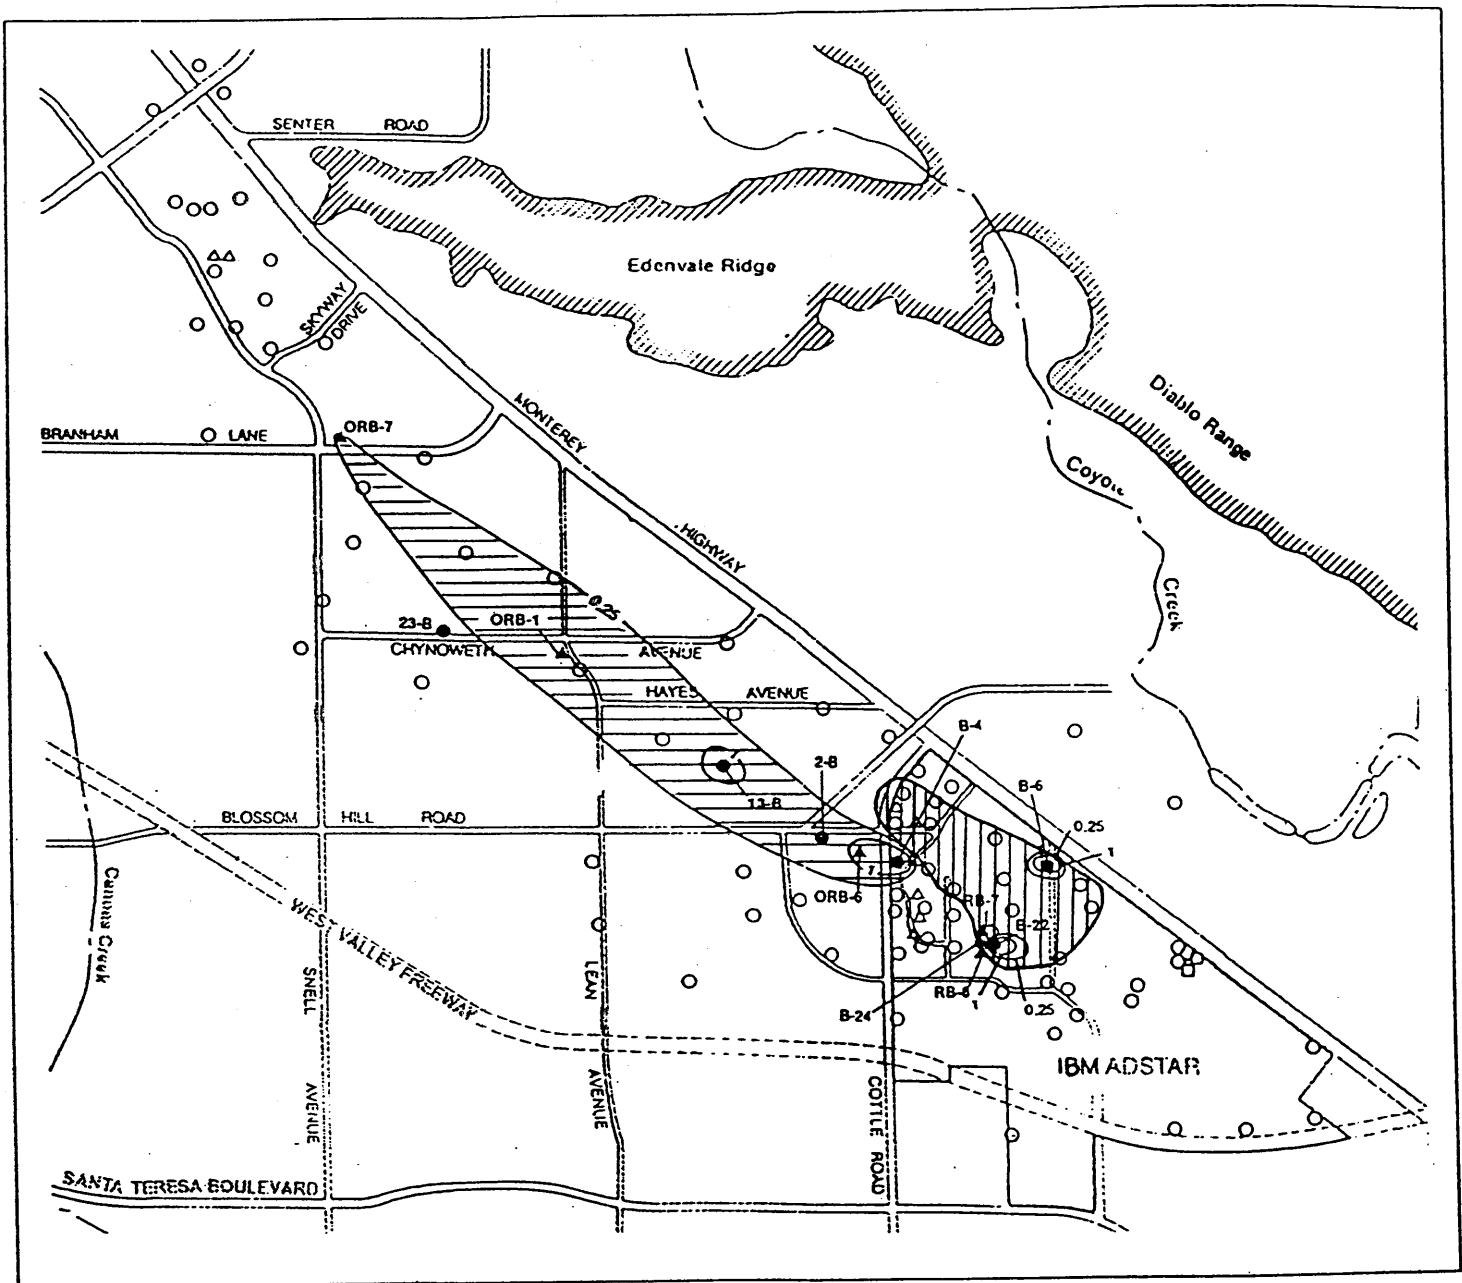 SENTER ROAD
Edenvale Ridge
SKYWAY
DRIVE
Diablo Range
MONTEREY
ORB-7
BRANHAM LANE
Coyote
Creek
HIGHWAY
0.25
23-B
ORB-1
CHYNOWETH AVENUE
HAYES AVENUE
B-4
2-B
B-6
13-B
0.25
1
BLOSSOM HILL ROAD
1
ORB-6
RB-7
B-22
WEST VALLEY FREEWAY
SNELL
LEAN
RB-8
1
0.25
B-24
IBM ADSTAR
AVENUE
AVENUE
COTTLE ROAD
Creek
SANTA TERESA BOULEVARD